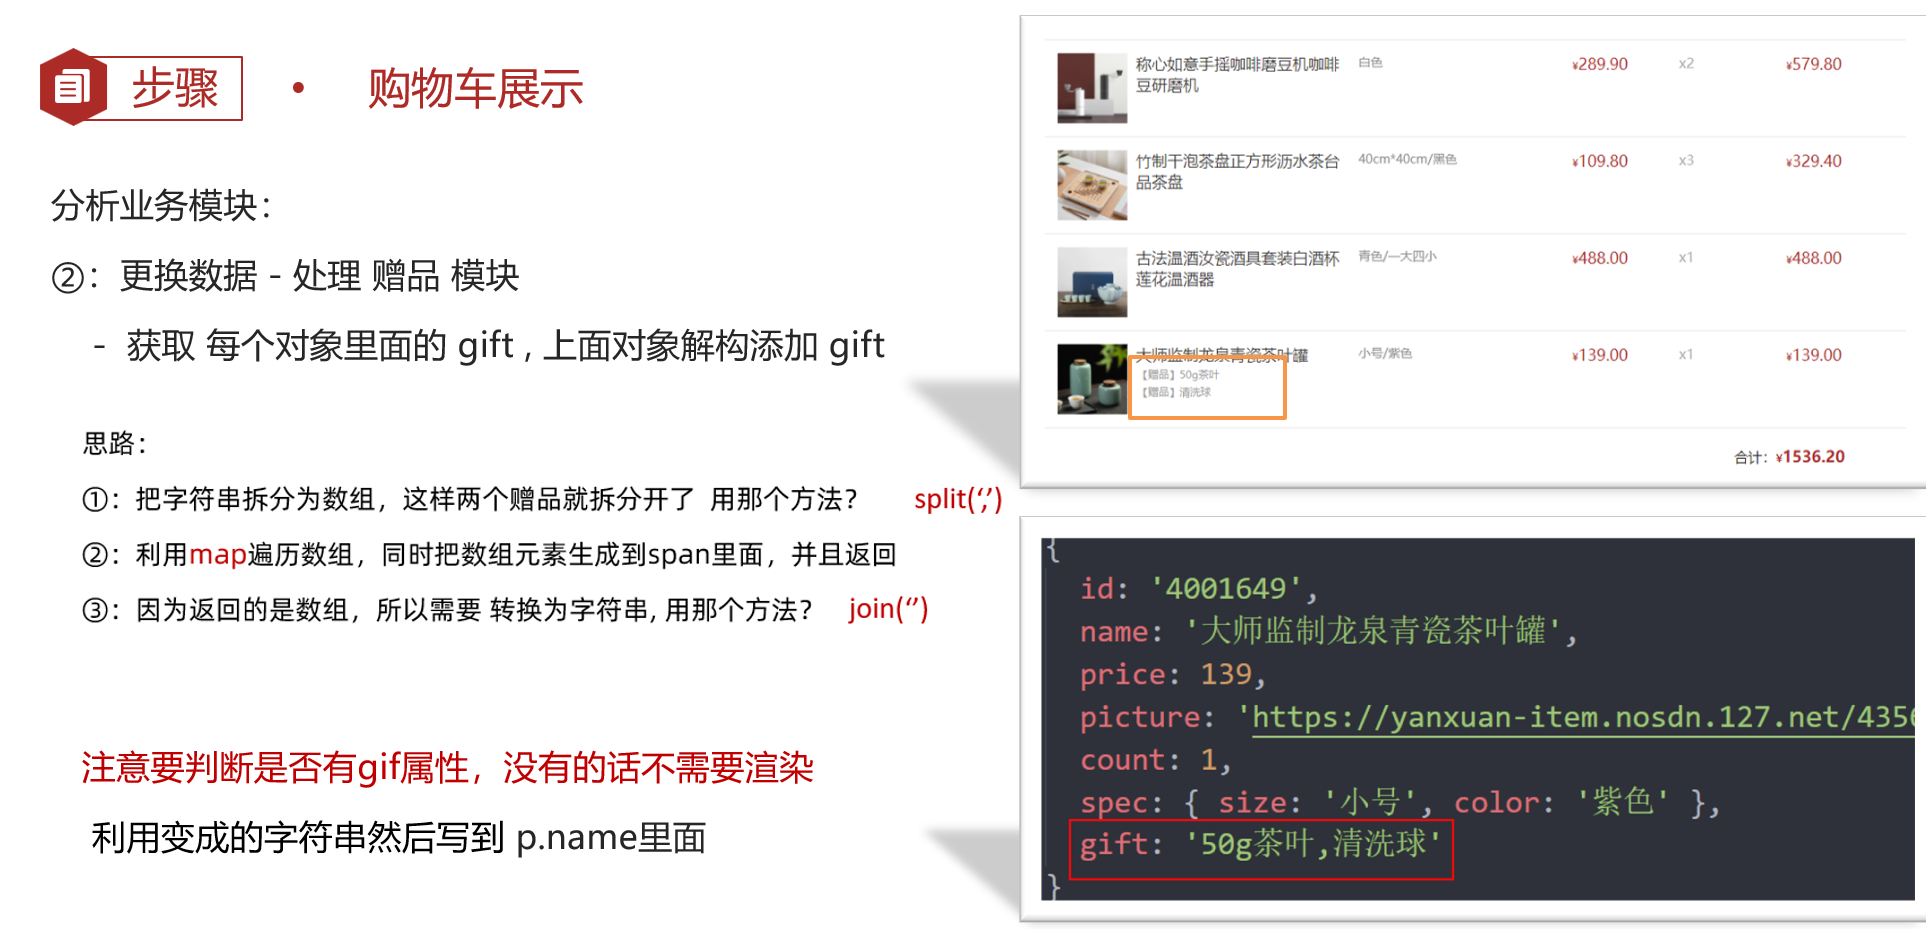 步骤 • 购物车展示
分析业务模块：
②：更换数据 - 处理 赠品 模块
- 获取 每个对象里面的 gift , 上面对象解构添加 gift
思路：
①：把字符串拆分为数组，这样两个赠品就拆分开了 用那个方法？ split(‘,’)
②：利用map遍历数组，同时把数组元素生成到span里面，并且返回
③：因为返回的是数组，所以需要 转换为字符串, 用那个方法？ join(‘’)
注意要判断是否有gif属性，没有的话不需要渲染
利用变成的字符串然后写到 p.name里面
称心如意手摇咖啡磨豆机咖啡 白色 ¥289.90 x2 ¥579.80
豆研磨机
竹制干泡茶盘正方形沥水茶台 40cm*40cm/黑色 ¥109.80 x3 ¥329.40
品茶盘
古法温酒汝瓷酒具套装白酒杯 青色/一大四小 ¥488.00 x1 ¥488.00
莲花温酒器
大师监制龙泉青瓷茶叶罐 小号/紫色 ¥139.00 x1 ¥139.00
【赠品】50g茶叶
【赠品】清洗球
合计：¥1536.20
{
id: '4001649',
name: '大师监制龙泉青瓷茶叶罐',
price: 139,
picture: 'https://yanxuan-item.nosdn.127.net/4356
count: 1,
spec: { size: '小号', color: '紫色' },
gift: '50g茶叶,清洗球'
}